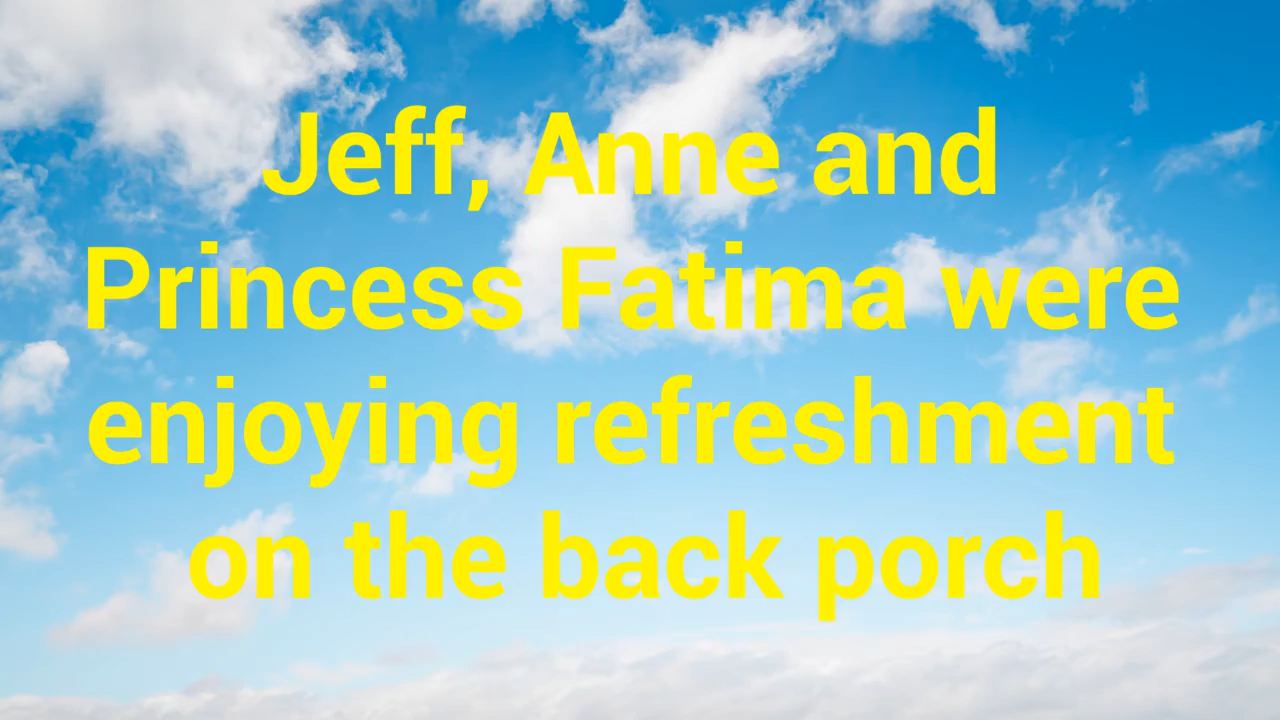 Jeff, Anne and
Princess Fatima were
enjoying refreshment
on the back porch